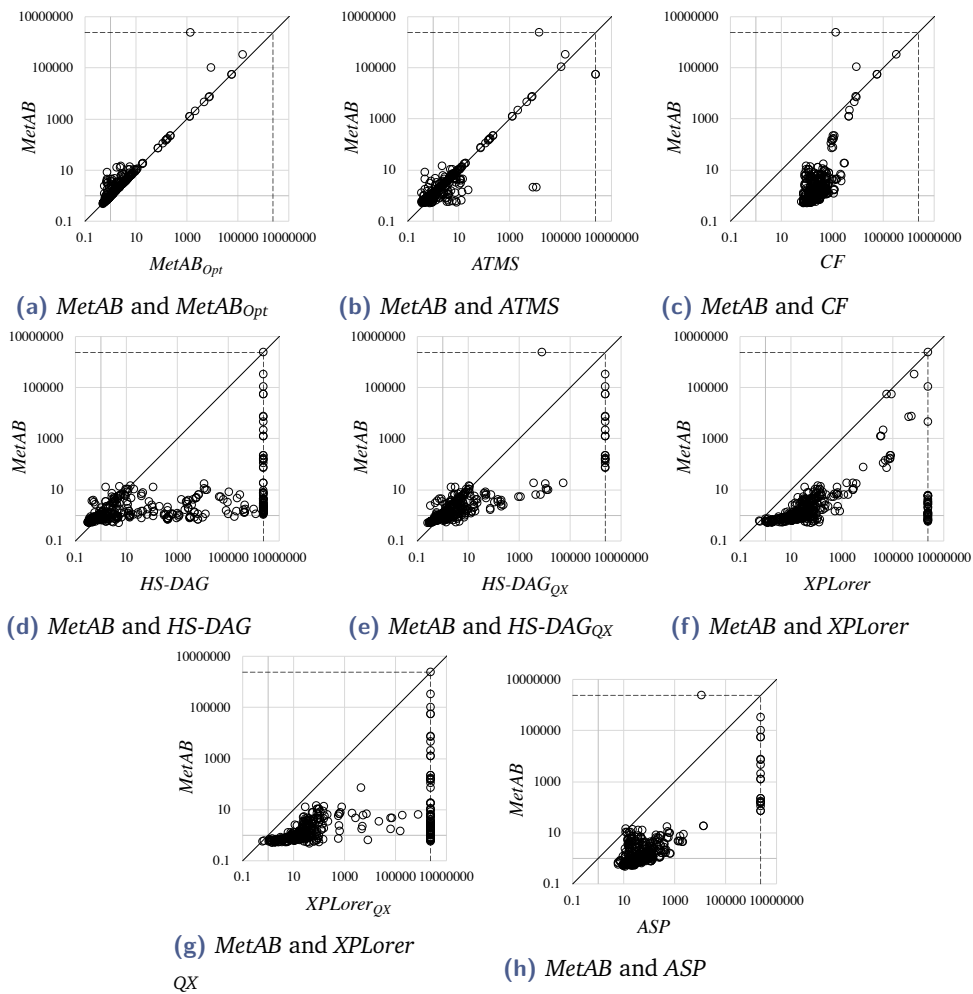 10000000
100000
1000
10
0.1
MetAB
0.1 10 1000 100000 10000000
MetABOpt
(a) MetAB and MetABOpt
10000000
100000
1000
10
0.1
MetAB
0.1 10 1000 100000 10000000
ATMS
(b) MetAB and ATMS
10000000
100000
1000
10
0.1
MetAB
0.1 10 1000 100000 10000000
CF
(c) MetAB and CF
10000000
100000
1000
10
0.1
MetAB
0.1 10 1000 100000 10000000
HS-DAG
(d) MetAB and HS-DAG
10000000
100000
1000
10
0.1
MetAB
0.1 10 1000 100000 10000000
HS-DAGQX
(e) MetAB and HS-DAGQX
10000000
100000
1000
10
0.1
MetAB
0.1 10 1000 100000 10000000
XPLorer
(f) MetAB and XPLorer
10000000
100000
1000
10
0.1
MetAB
0.1 10 1000 100000 10000000
XPLorerQX
(g) MetAB and XPLorer
QX
10000000
100000
1000
10
0.1
MetAB
0.1 10 1000 100000 10000000
ASP
(h) MetAB and ASP